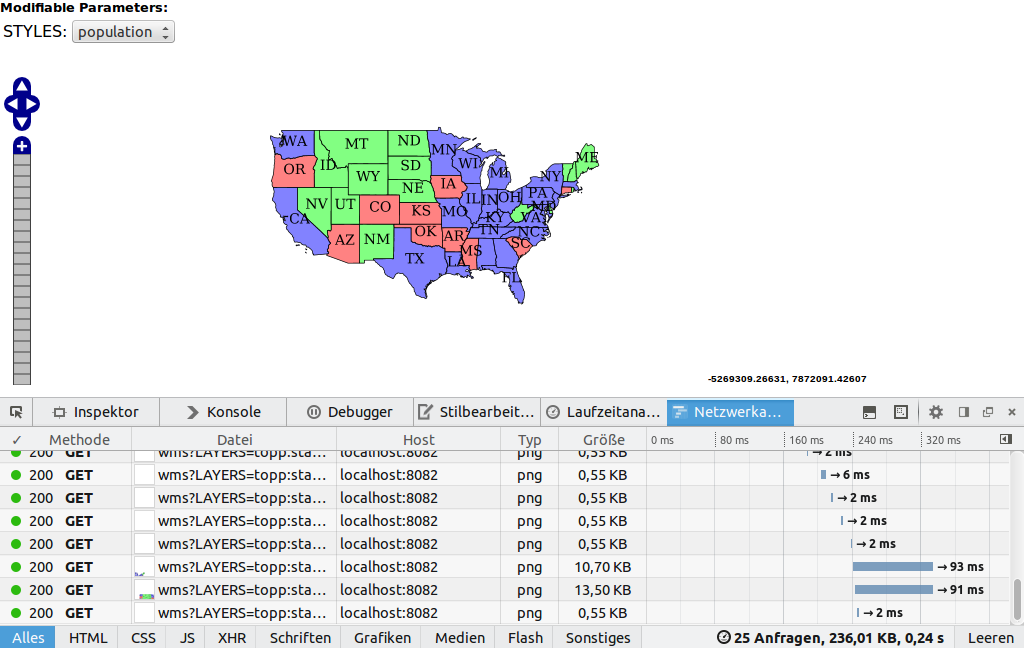 Modifiable Parameters:
STYLES: population
WA MT ND MN ME
OR ID SD WI MI NY
WY IA PA
NV UT NE IL IN OH MD
CA CO KS MO KY VA
AZ NM OK AR TN NC
MS SC
TX LA
FL
-5269309.26631, 7872091.42607
Inspektor Konsole Debugger Stilbearbeit... Laufzeitana... Netzwerka...
✓ Methode Datei Host Typ Größe 0 ms 80 ms 160 ms 240 ms 320 ms
200 GET wms?LAYERS=topp:sta... localhost:8082 png 0,55 KB → 2 ms
200 GET wms?LAYERS=topp:sta... localhost:8082 png 0,55 KB → 6 ms
200 GET wms?LAYERS=topp:sta... localhost:8082 png 0,55 KB → 2 ms
200 GET wms?LAYERS=topp:sta... localhost:8082 png 0,55 KB → 2 ms
200 GET wms?LAYERS=topp:sta... localhost:8082 png 0,55 KB → 2 ms
200 GET wms?LAYERS=topp:sta... localhost:8082 png 10,70 KB → 93 ms
200 GET wms?LAYERS=topp:sta... localhost:8082 png 13,50 KB → 91 ms
200 GET wms?LAYERS=topp:sta... localhost:8082 png 0,55 KB → 2 ms
Alles HTML CSS JS XHR Schriften Grafiken Medien Flash Sonstiges 25 Anfragen, 236,01 KB, 0,24 s Leeren